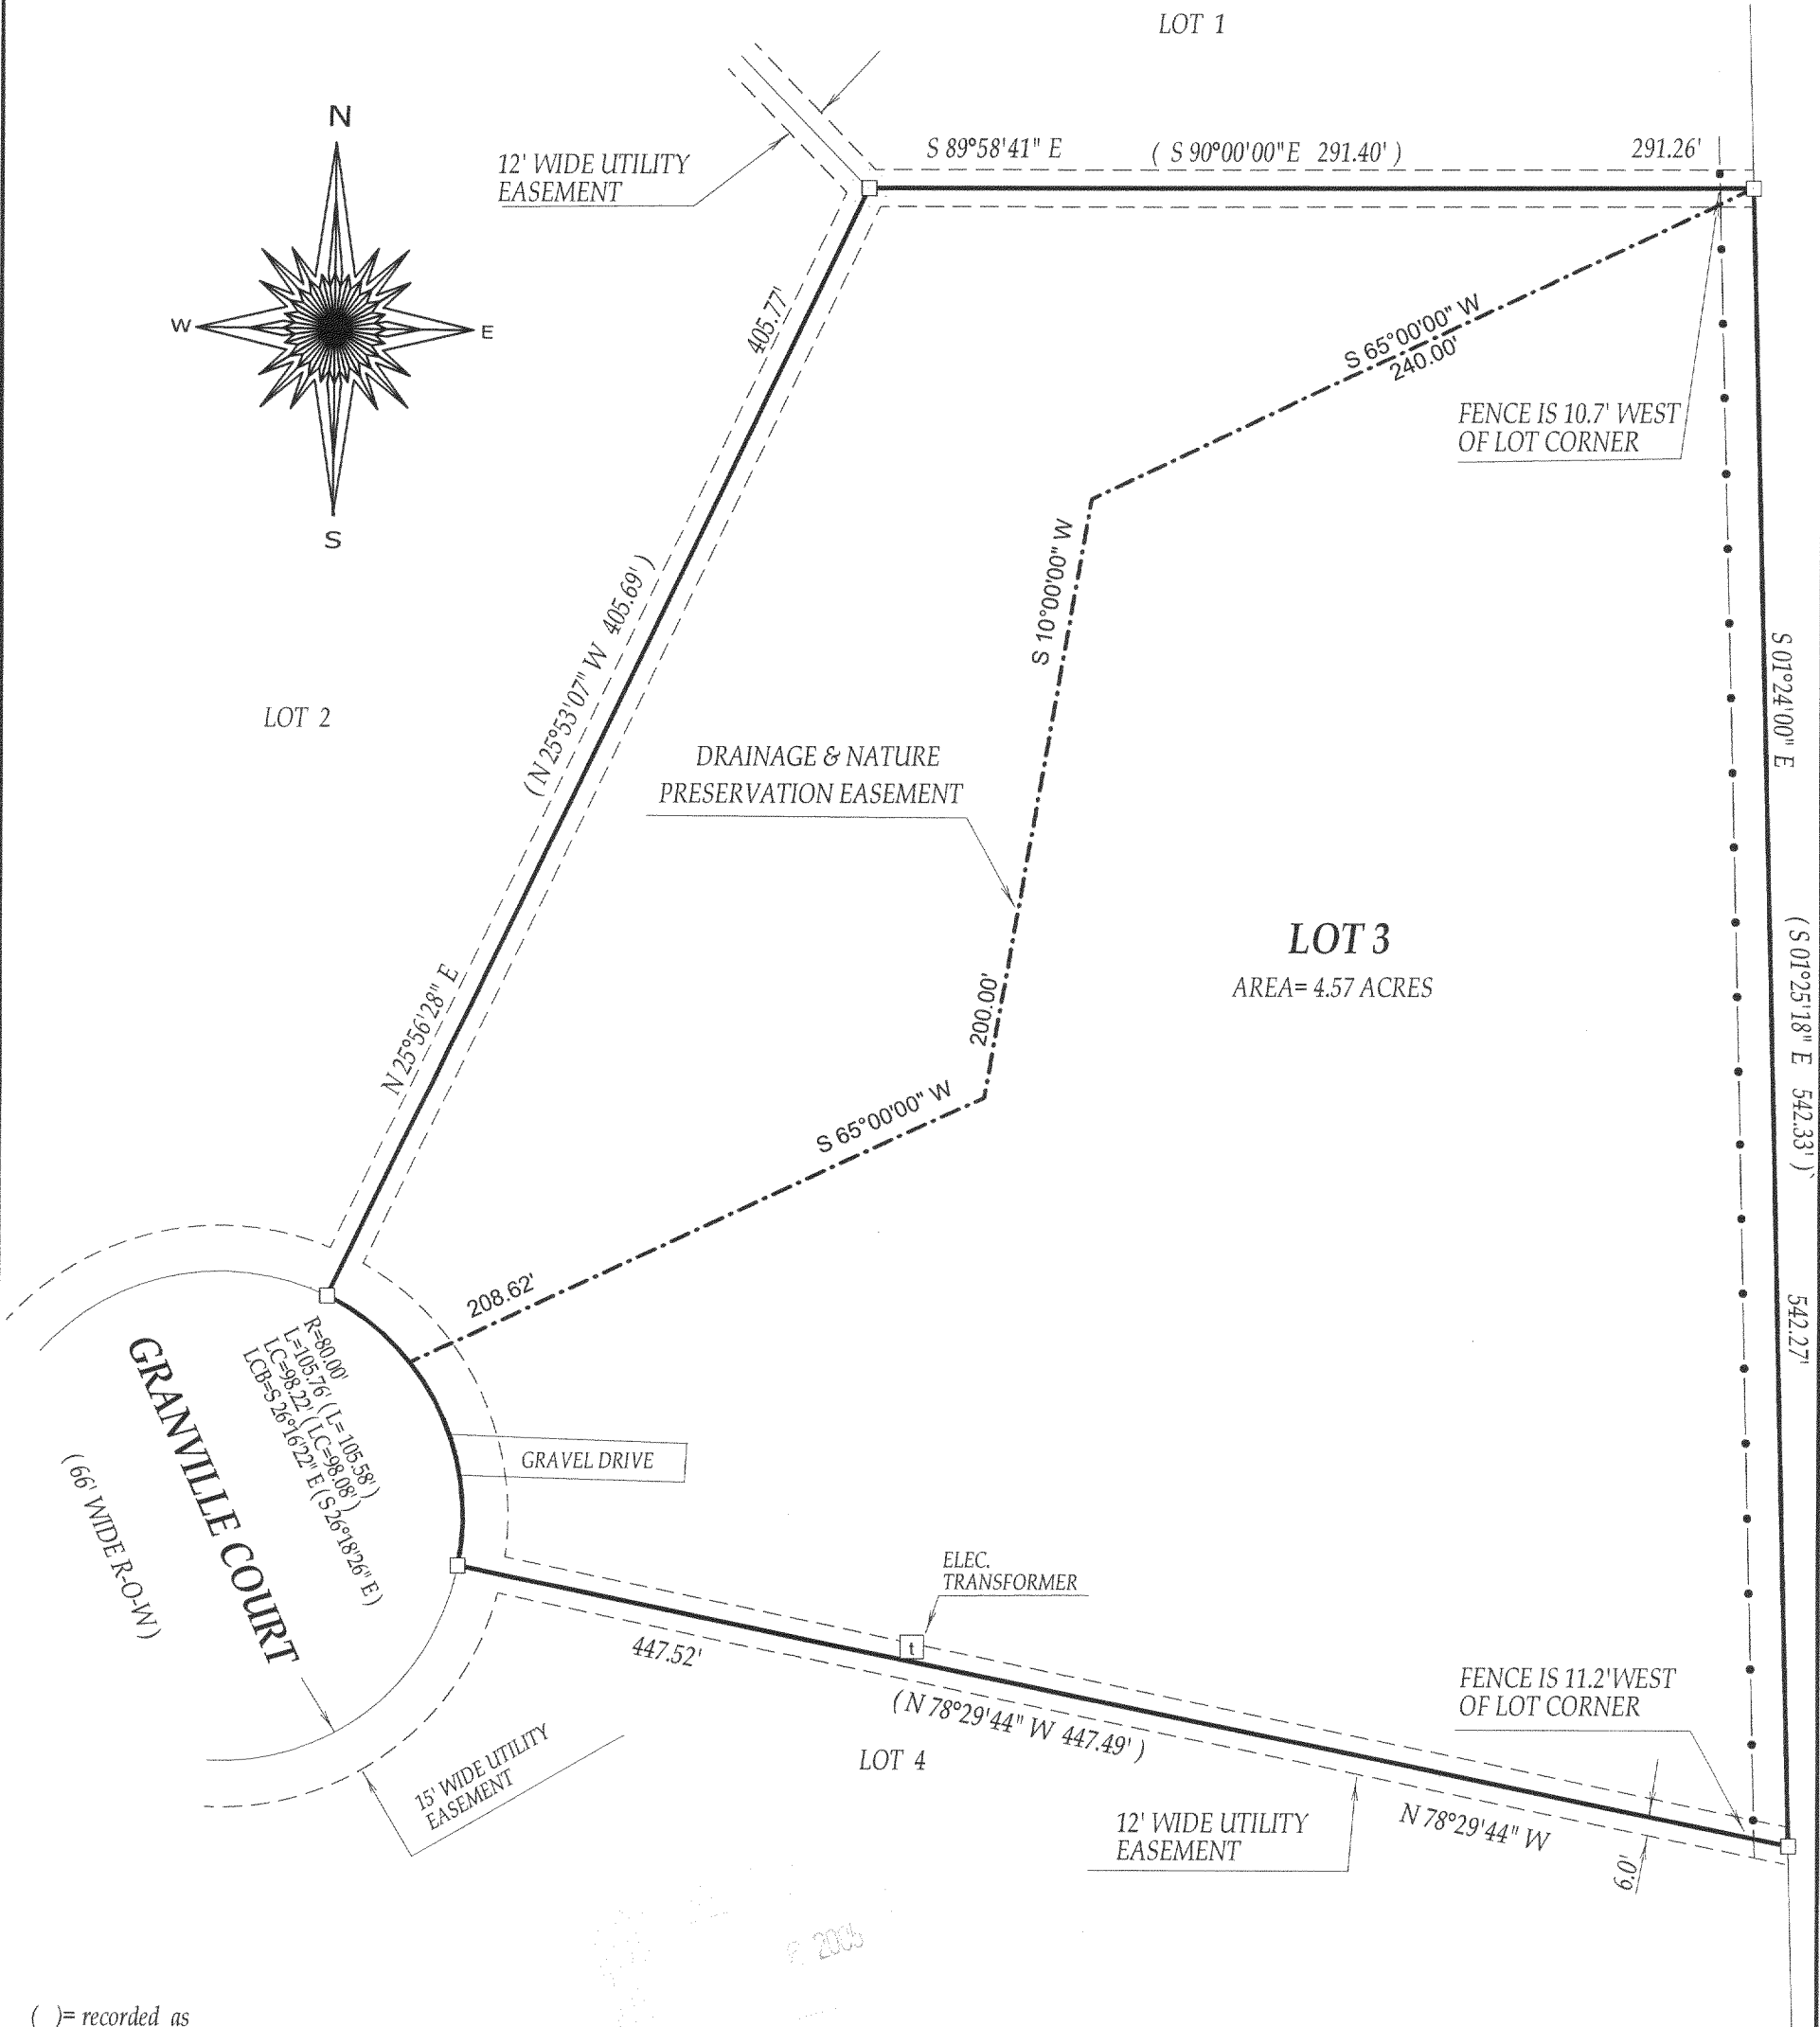 LOT 1
N
W
E
S
12' WIDE UTILITY
EASEMENT
S 89°58'41" E
( S 90°00'00"E 291.40' )
291.26'
405.77'
(N 25°53'07" W 405.69' )
N 25°56'28" E
S 65°00'00" W
240.00'
FENCE IS 10.7' WEST
OF LOT CORNER
S 10°00'00" W
200.00'
LOT 2
DRAINAGE & NATURE
PRESERVATION EASEMENT
S 01°24'00" E
(S 01°25'18" E 542.33')
542.27'
LOT 3
AREA= 4.57 ACRES
S 65°00'00" W
208.62'
R=80.00'
L=105.76' ( L= 105.58')
LC=98.22' ( LC=98.08')
LCB=S 26°16'22" E ( S 26°18'26" E )
GRANVILLE COURT
( 66' WIDE R-O-W )
GRAVEL DRIVE
ELEC.
TRANSFORMER
t
447.52'
( N 78°29'44" W 447.49' )
N 78°29'44" W
FENCE IS 11.2'WEST
OF LOT CORNER
LOT 4
15' WIDE UTILITY
EASEMENT
12' WIDE UTILITY
EASEMENT
6.0'
( )= recorded as